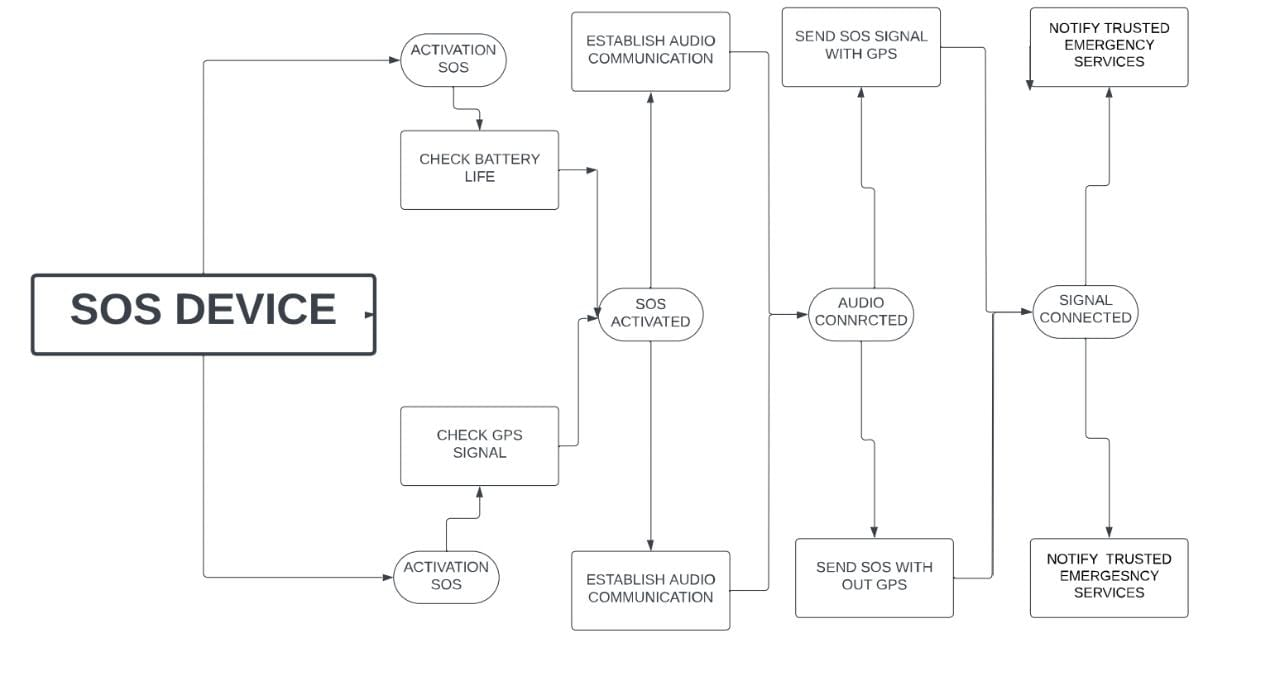 ACTIVATION
SOS
CHECK BATTERY
LIFE
SOS DEVICE
CHECK GPS
SIGNAL
ACTIVATION
SOS
ESTABLISH AUDIO
COMMUNICATION
SOS
ACTIVATED
ESTABLISH AUDIO
COMMUNICATION
SEND SOS SIGNAL
WITH GPS
AUDIO
CONNRCTED
SEND SOS WITH
OUT GPS
NOTIFY TRUSTED
EMERGENCY
SERVICES
SIGNAL
CONNECTED
NOTIFY TRUSTED
EMERGESNCY
SERVICES